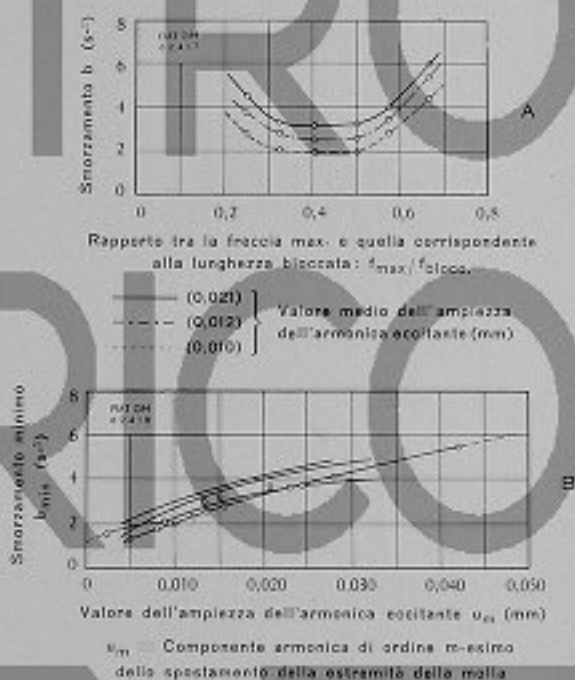 Smorzamento b (s⁻¹)
8
6
4
2
0
0 0,2 0,4 0,6 0,8
A
Rapporto tra la freccia max. e quella corrispondente
alla lunghezza bloccata: fmax/fblocc.
(0,021)
(0,012)
(0,010)
Valore medio dell'ampiezza
dell'armonica eccitante (mm)
Smorzamento minimo
(s⁻¹)
8
6
4
2
0
0 0,010 0,020 0,030 0,040 0,050
B
Valore dell'ampiezza dell'armonica eccitante um (mm)
um = Componente armonica di ordine m-esimo
dello spostamento della estremità della molla